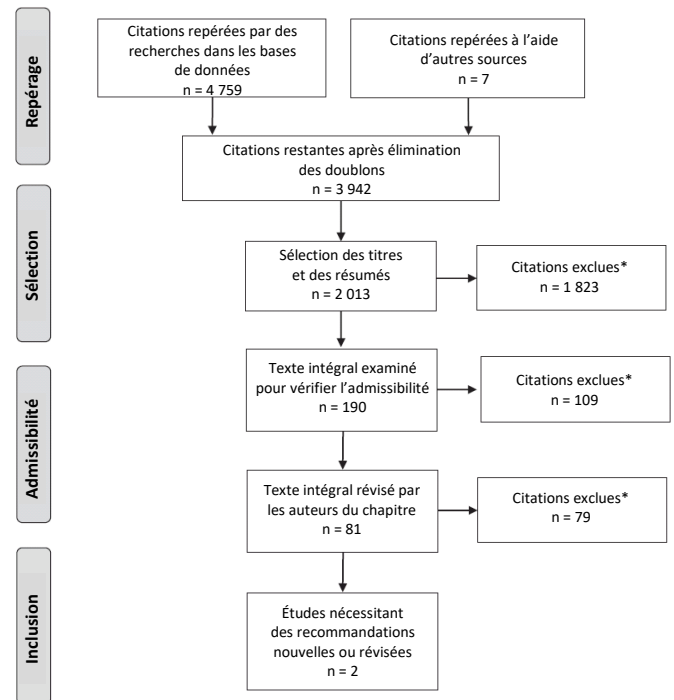 Repérage
Citations repérées par des
recherches dans les bases
de données
n = 4 759
Citations repérées à l'aide
d'autres sources
n = 7
Citations restantes après élimination
des doublons
n = 3 942
Sélection
Sélection des titres
et des résumés
n = 2 013
Citations exclues*
n = 1 823
Admissibilité
Texte intégral examiné
pour vérifier l'admissibilité
n = 190
Citations exclues*
n = 109
Texte intégral révisé par
les auteurs du chapitre
n = 81
Citations exclues*
n = 79
Inclusion
Études nécessitant
des recommandations
nouvelles ou révisées
n = 2